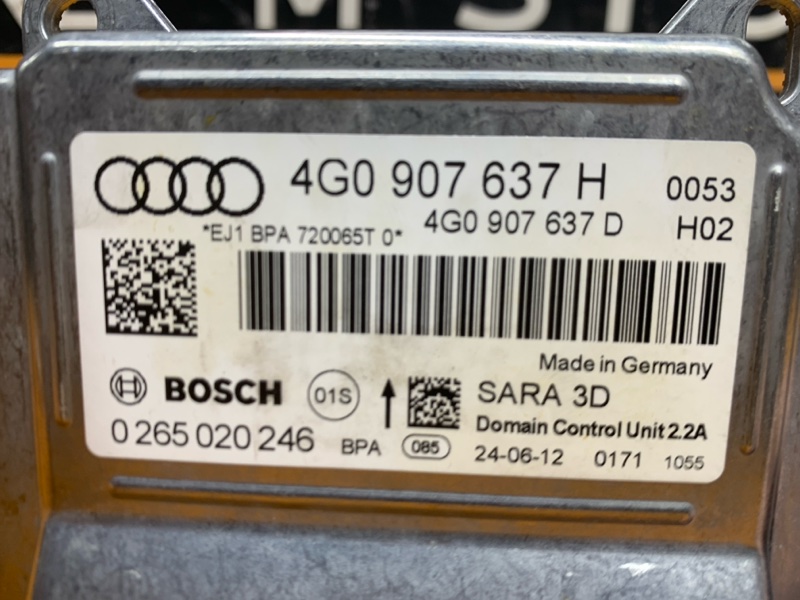 4G0 907 637 H 0053
*EJ1 BPA 720065T 0* 4G0 907 637 D H02
Made in Germany
BOSCH 01S SARA 3D
Domain Control Unit 2.2A
0 265 020 246 BPA 085 24-06-12 0171 1055